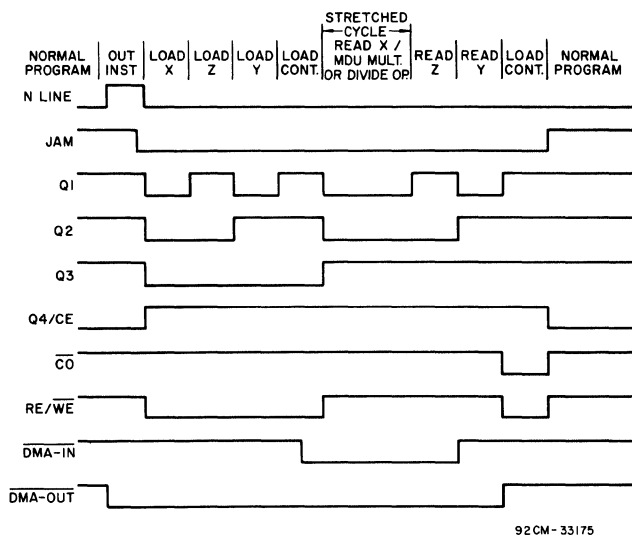 STRETCHED
CYCLE
NORMAL PROGRAM
OUT INST
LOAD X
LOAD Z
LOAD Y
LOAD CONT.
READ X /
MDU MULT.
OR DIVIDE OP.
READ Z
READ Y
LOAD CONT.
NORMAL PROGRAM
N LINE
JAM
Q1
Q2
Q3
Q4/CE
CO
RE/WE
DMA-IN
DMA-OUT
92CM-33175